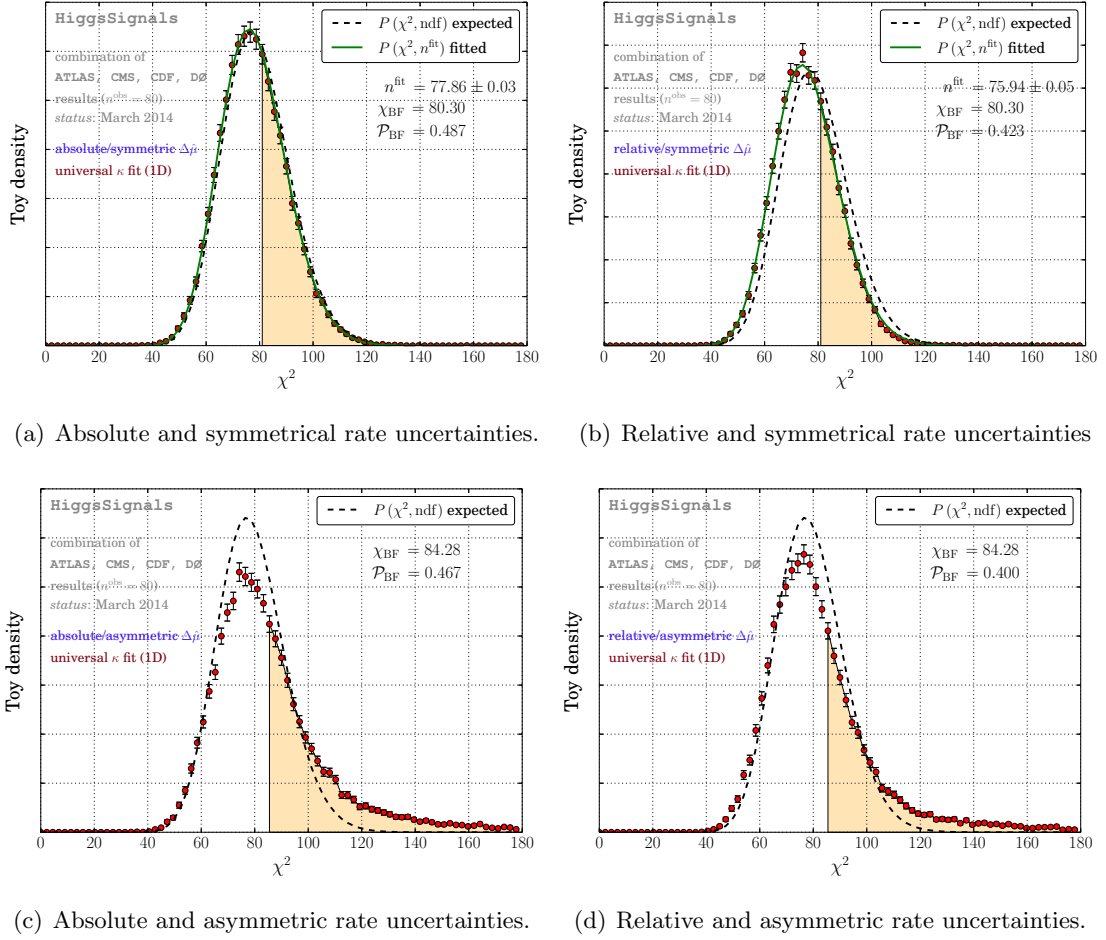 HiggsSignals
combination of
ATLAS, CMS, CDF, DØ
results (n^obs = 80)
status: March 2014
absolute/symmetric Δμ̂
universal κ fit (1D)
P (χ², ndf) expected
P (χ², n^fit) fitted
n^fit = 77.86 ± 0.03
χ_BF = 80.30
𝒫_BF = 0.487
Toy density
0 20 40 60 80 100 120 140 160 180
χ²
(a) Absolute and symmetrical rate uncertainties.
HiggsSignals
combination of
ATLAS, CMS, CDF, DØ
results (n^obs = 80)
status: March 2014
relative/symmetric Δμ̂
universal κ fit (1D)
P (χ², ndf) expected
P (χ², n^fit) fitted
n^fit = 75.94 ± 0.05
χ_BF = 80.30
𝒫_BF = 0.423
Toy density
0 20 40 60 80 100 120 140 160 180
χ²
(b) Relative and symmetrical rate uncertainties
HiggsSignals
combination of
ATLAS, CMS, CDF, DØ
results (n^obs = 80)
status: March 2014
absolute/asymmetric Δμ̂
universal κ fit (1D)
P (χ², ndf) expected
χ_BF = 84.28
𝒫_BF = 0.467
Toy density
0 20 40 60 80 100 120 140 160 180
χ²
(c) Absolute and asymmetric rate uncertainties.
HiggsSignals
combination of
ATLAS, CMS, CDF, DØ
results (n^obs = 80)
status: March 2014
relative/asymmetric Δμ̂
universal κ fit (1D)
P (χ², ndf) expected
χ_BF = 84.28
𝒫_BF = 0.400
Toy density
0 20 40 60 80 100 120 140 160 180
χ²
(d) Relative and asymmetric rate uncertainties.